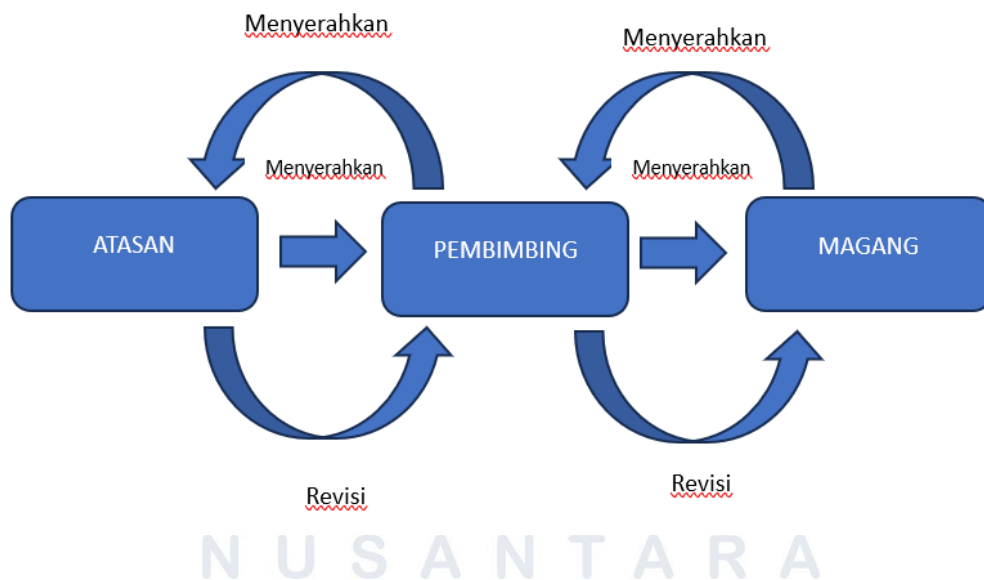 Menyerahkan
Menyerahkan
Menyerahkan
Menyerahkan
ATASAN
PEMBIMBING
MAGANG
Revisi
Revisi
NUSANTARA